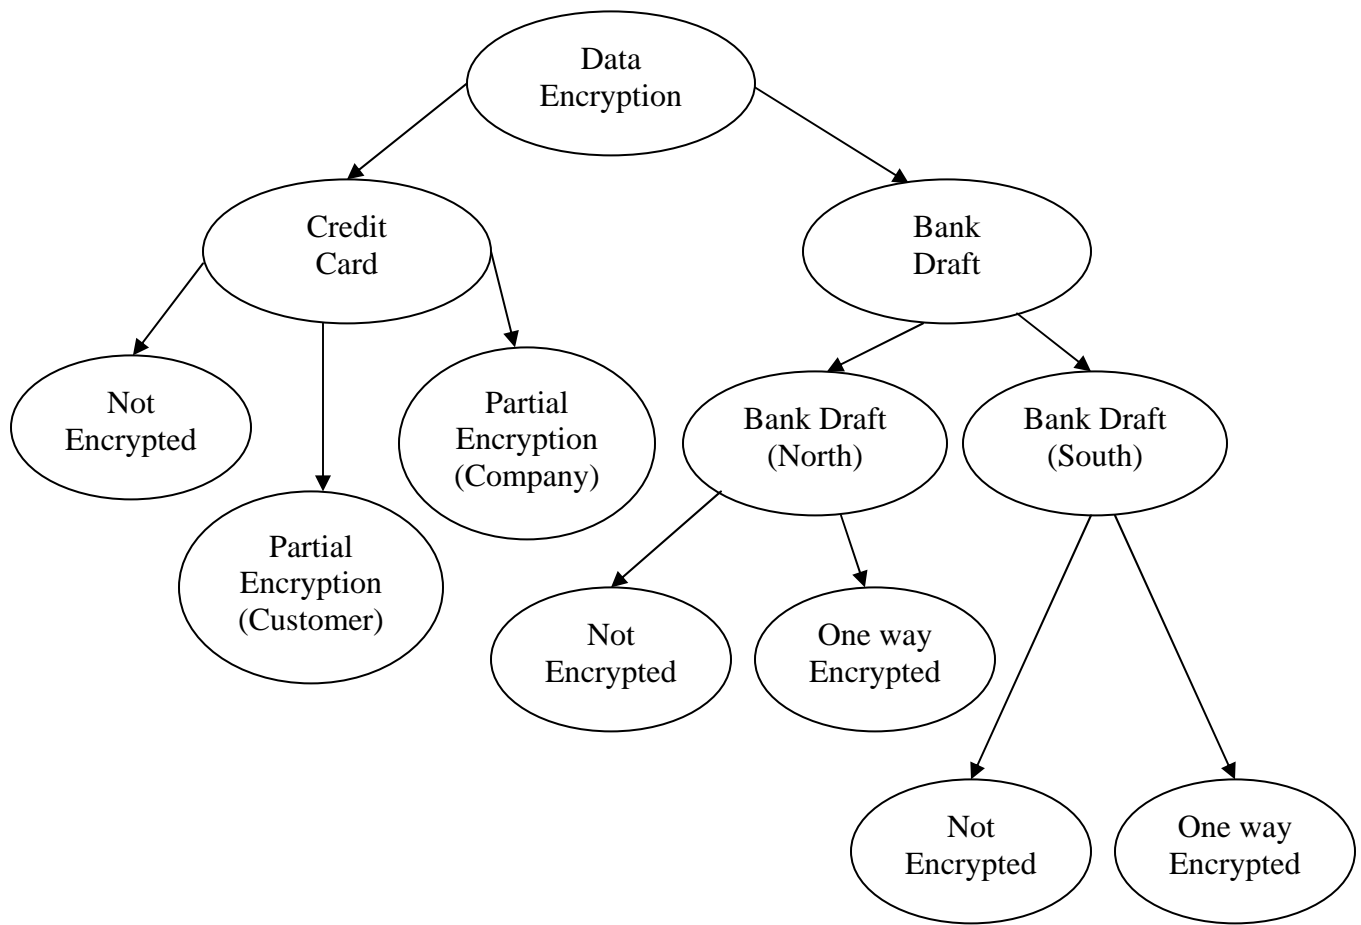 Data
Encryption
Credit
Card
Bank
Draft
Not
Encrypted
Partial
Encryption
(Customer)
Partial
Encryption
(Company)
Bank Draft
(North)
Bank Draft
(South)
Not
Encrypted
One way
Encrypted
Not
Encrypted
One way
Encrypted